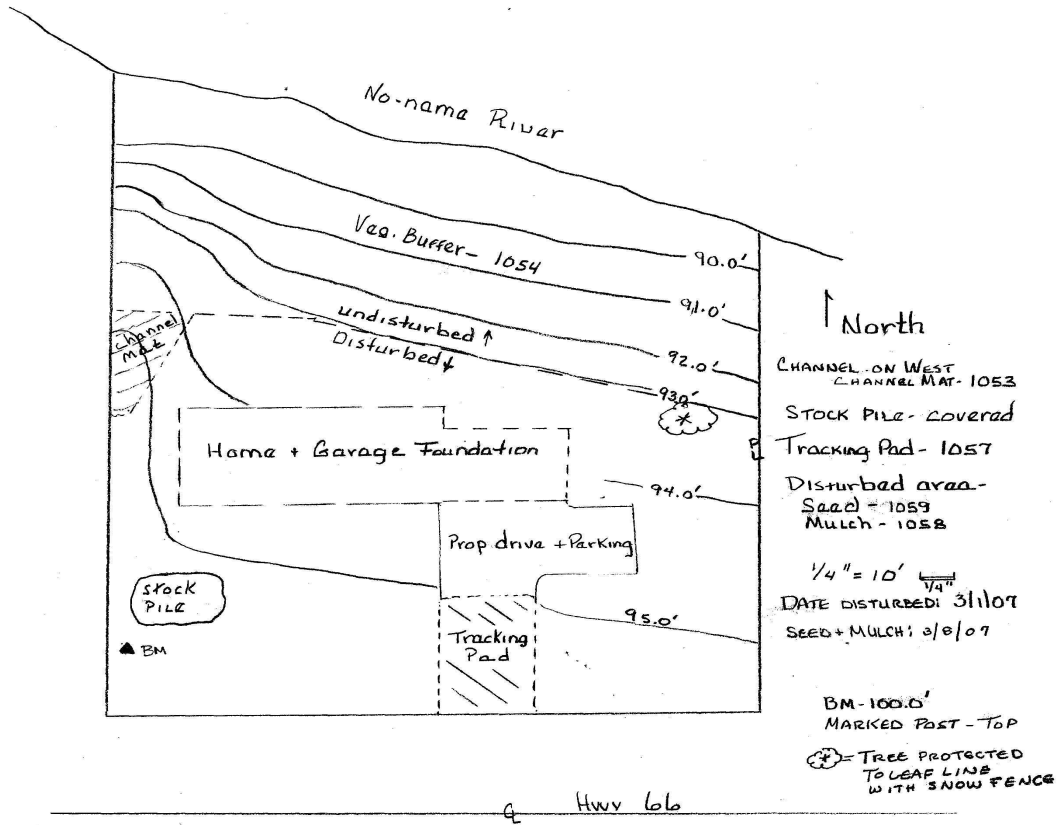 No-name River
Veg. Buffer - 1054
90.0'
91.0'
92.0'
93.0'
undisturbed ↑
Disturbed ↓
Channel
Mat
North
CHANNEL ON WEST
CHANNEL MAT - 1053
STOCK PILE - covered
Tracking Pad - 1057
Disturbed area -
Seed - 1059
Mulch - 1058
Home + Garage Foundation
94.0'
PL
Prop. drive + Parking
1/4" = 10'
1/4"
DATE DISTURBED: 3/1/07
SEED + MULCH: 3/8/07
STOCK
PILE
95.0'
Tracking
Pad
BM
BM - 100.0'
MARKED POST - TOP
= TREE PROTECTED
TO LEAF LINE
WITH SNOW FENCE
CL Hwy 66